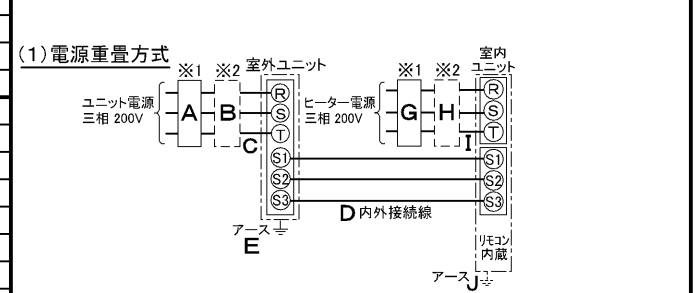 (1)電源重畳方式
※1 ※2 室外ユニット
ユニット電源
三相 200V
A B
R
S
T
C
S1
S2
S3
アース
E
D 内外接続線
※1 ※2
室内
ユニット
ヒーター電源
三相 200V
G H
R
S
T
I
S1
S2
S3
リモコン
内蔵
アース J